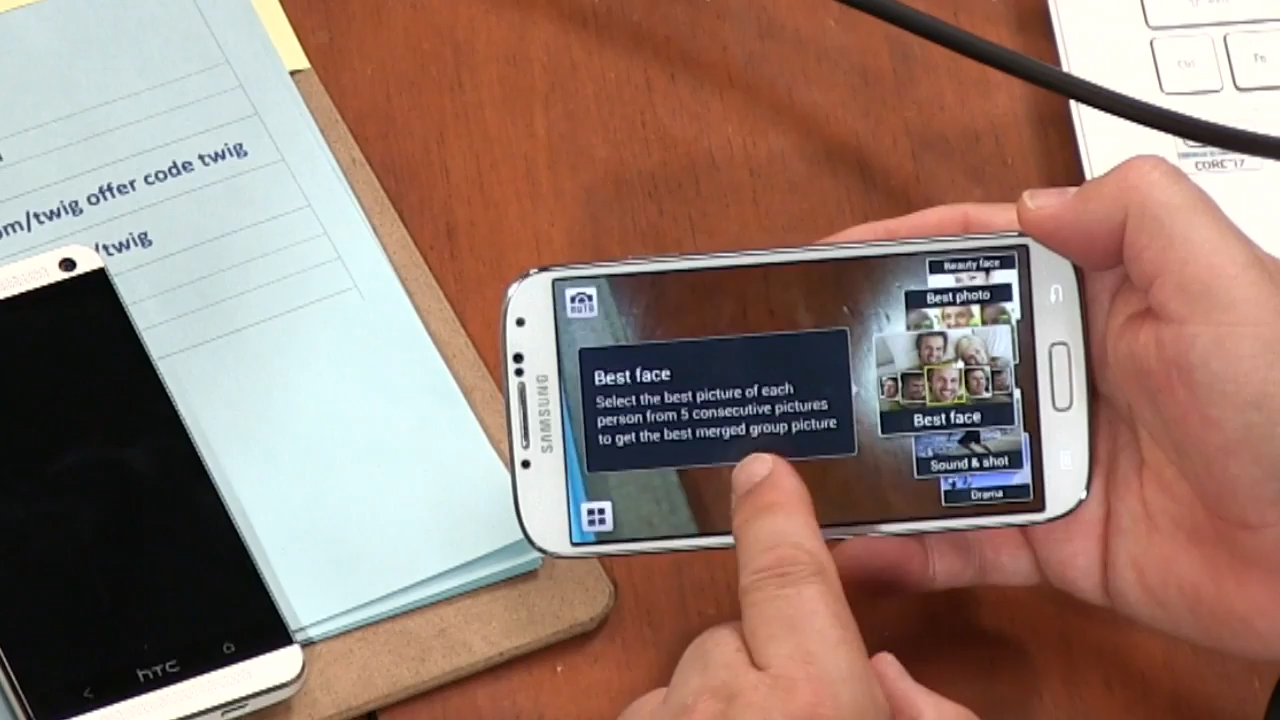 om/twig offer code twig
/twig
hTC
SAMSUNG
AUTO
Best face
Select the best picture of each
person from 5 consecutive pictures
to get the best merged group picture
Beauty face
Best photo
Best face
Sound & shot
Drama
Ctrl
Fn
CORE i7